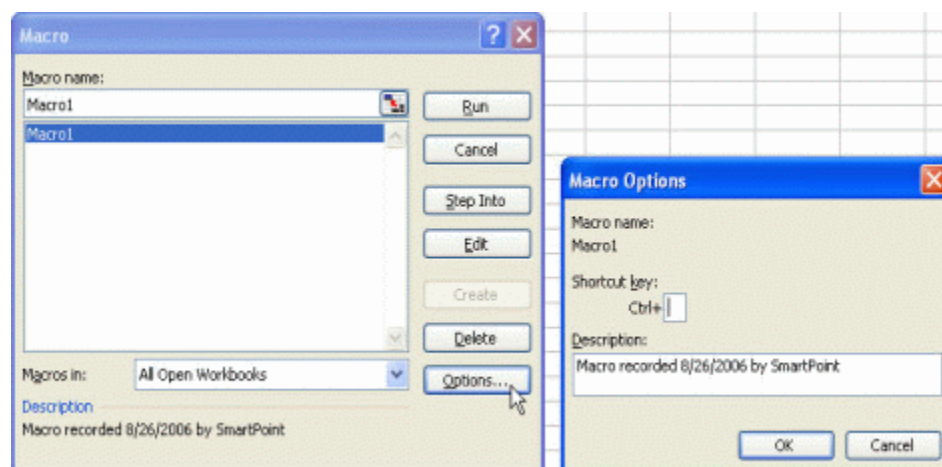 Macro
Macro name:
Macro1
Macro1
Run
Cancel
Step Into
Edit
Create
Delete
Options...
Macros in: All Open Workbooks
Description
Macro recorded 8/26/2006 by SmartPoint
Macro Options
Macro name:
Macro1
Shortcut key:
Ctrl+
Description:
Macro recorded 8/26/2006 by SmartPoint
OK
Cancel